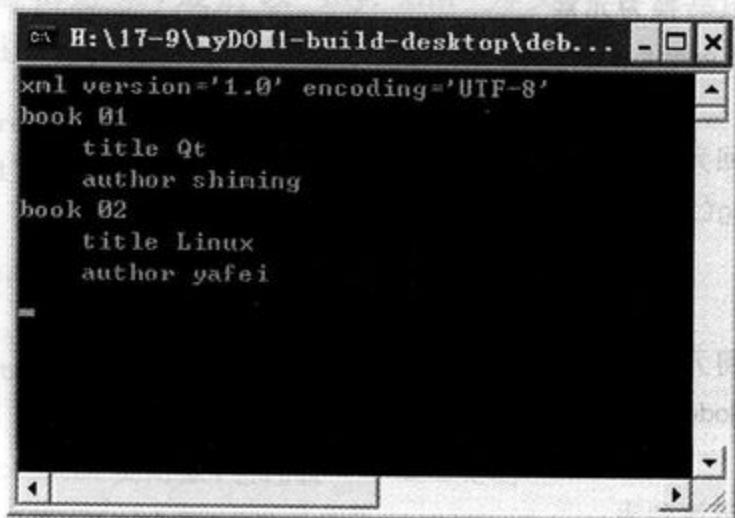 H:\17-9\myDOM1-build-desktop\deb...
xml version='1.0' encoding='UTF-8'
book 01
    title Qt
    author shiming
book 02
    title Linux
    author yafei